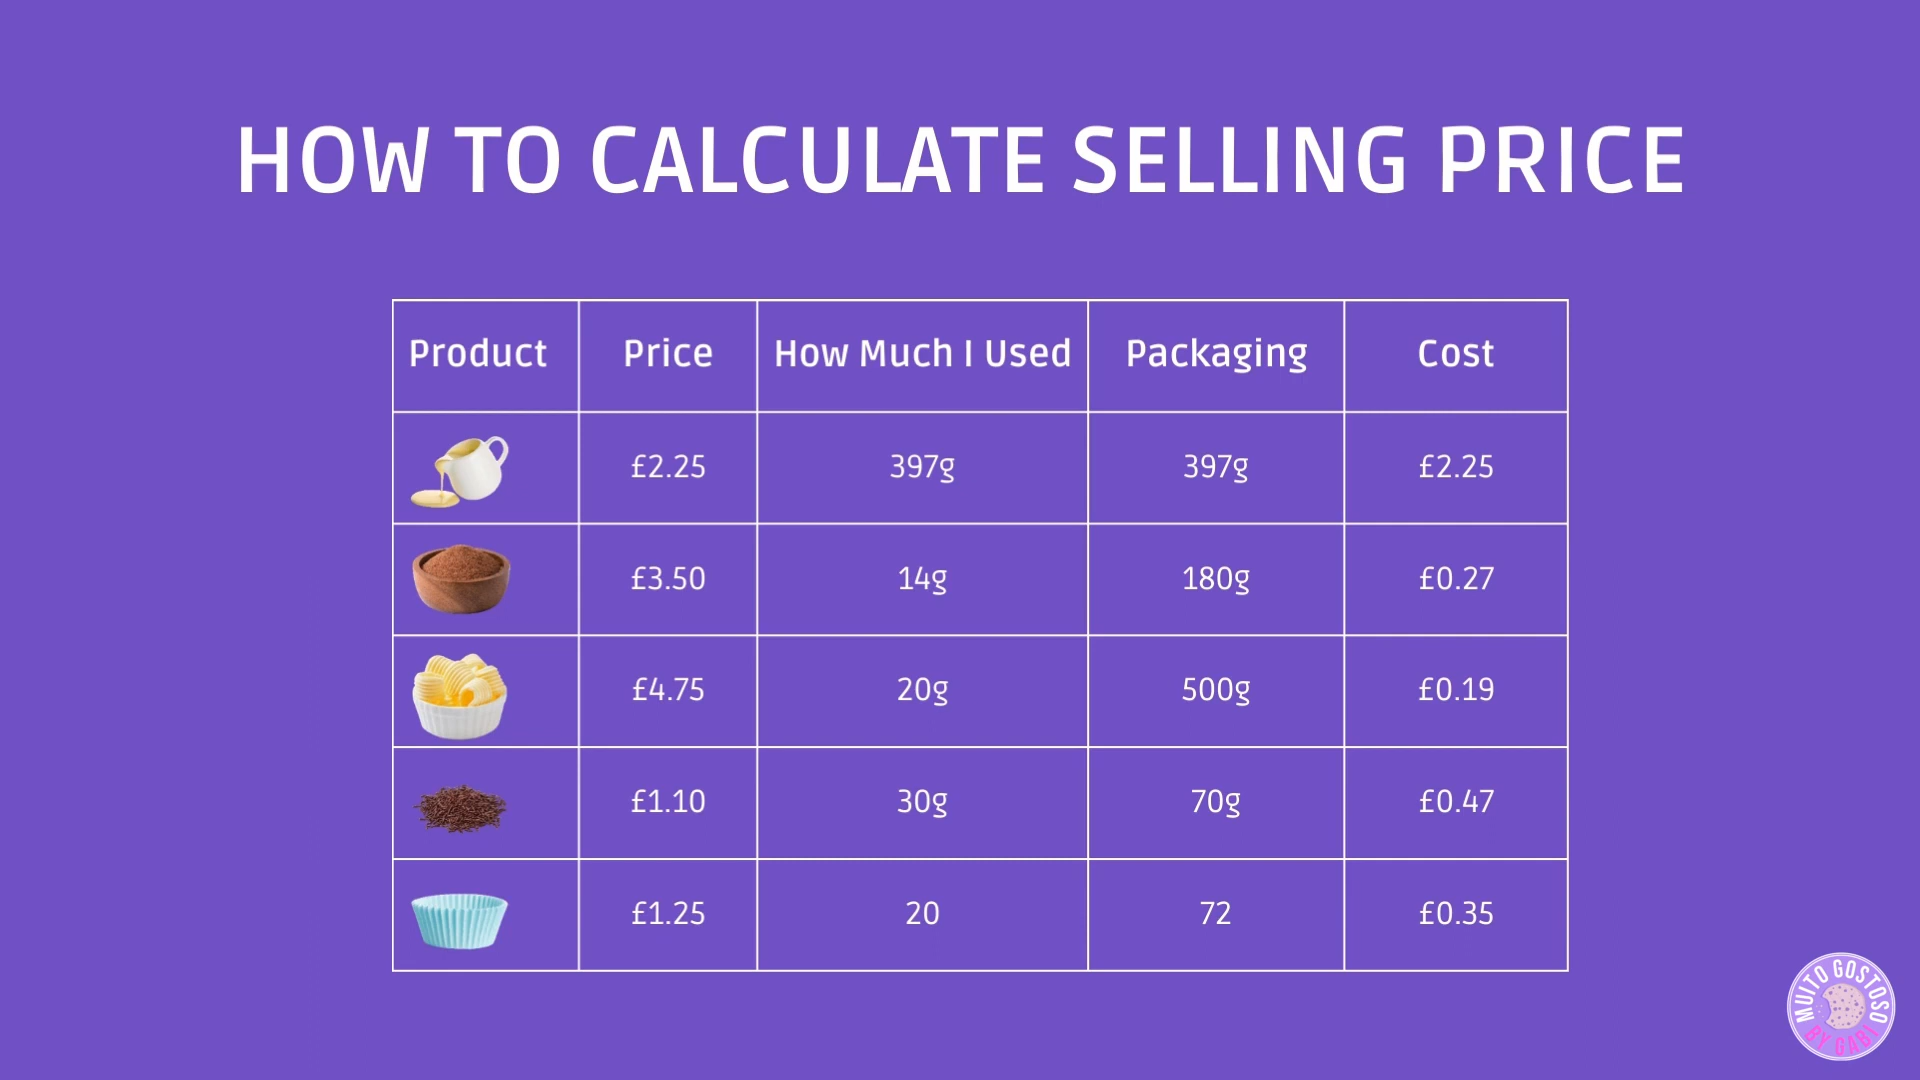 HOW TO CALCULATE SELLING PRICE
Product Price How Much I Used Packaging Cost
£2.25 397g 397g £2.25
£3.50 14g 180g £0.27
£4.75 20g 500g £0.19
£1.10 30g 70g £0.47
£1.25 20 72 £0.35
MUITO GOSTOSO
BY GABI